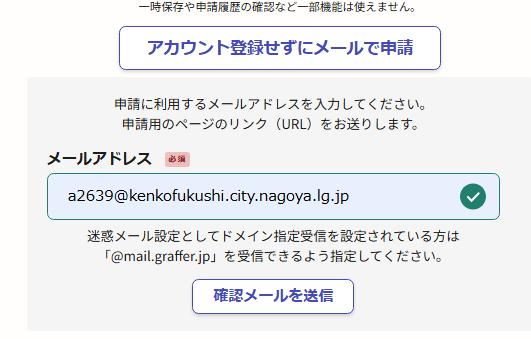 一時保存や申請履歴の確認など一部機能は使えません。
アカウント登録せずにメールで申請
申請に利用するメールアドレスを入力してください。
申請用のページのリンク（URL）をお送りします。
メールアドレス 必須
a2639@kenkofukushi.city.nagoya.lg.jp
迷惑メール設定としてドメイン指定受信を設定されている方は
「@mail.graffer.jp」を受信できるよう指定してください。
確認メールを送信